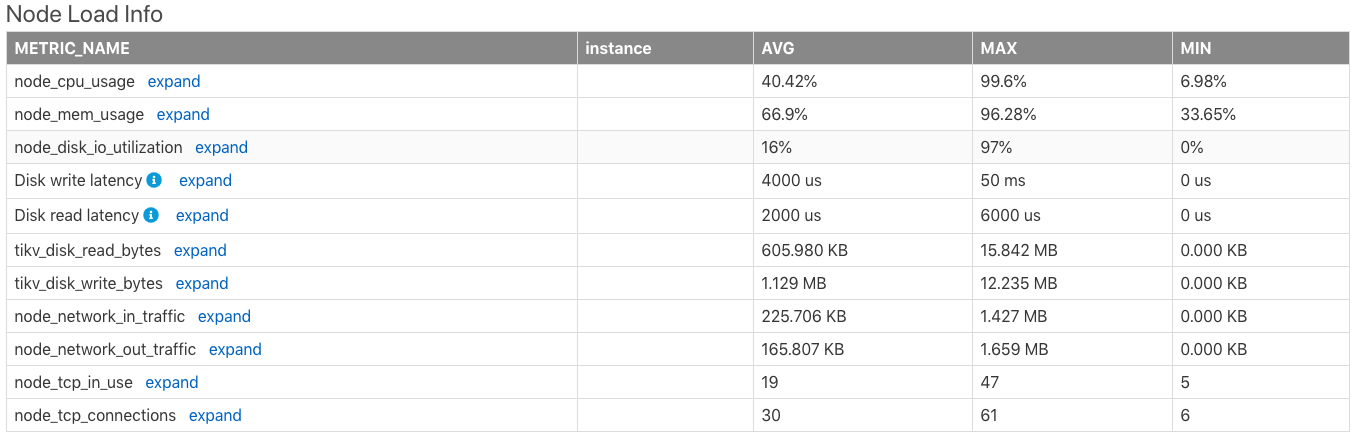 Node Load Info
METRIC_NAME instance AVG MAX MIN
node_cpu_usage expand 40.42% 99.6% 6.98%
node_mem_usage expand 66.9% 96.28% 33.65%
node_disk_io_utilization expand 16% 97% 0%
Disk write latency expand 4000 us 50 ms 0 us
Disk read latency expand 2000 us 6000 us 0 us
tikv_disk_read_bytes expand 605.980 KB 15.842 MB 0.000 KB
tikv_disk_write_bytes expand 1.129 MB 12.235 MB 0.000 KB
node_network_in_traffic expand 225.706 KB 1.427 MB 0.000 KB
node_network_out_traffic expand 165.807 KB 1.659 MB 0.000 KB
node_tcp_in_use expand 19 47 5
node_tcp_connections expand 30 61 6